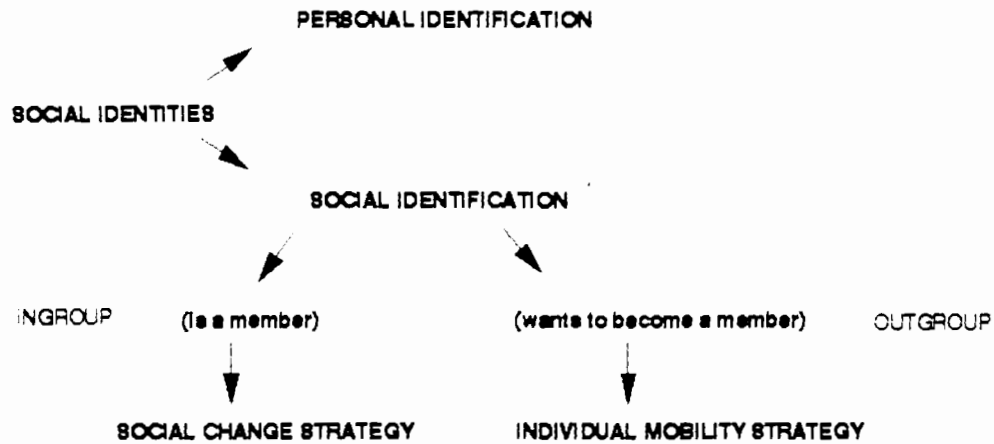 PERSONAL IDENTIFICATION
SOCIAL IDENTITIES
SOCIAL IDENTIFICATION
INGROUP (is a member) (wants to become a member) OUTGROUP
SOCIAL CHANGE STRATEGY INDIVIDUAL MOBILITY STRATEGY